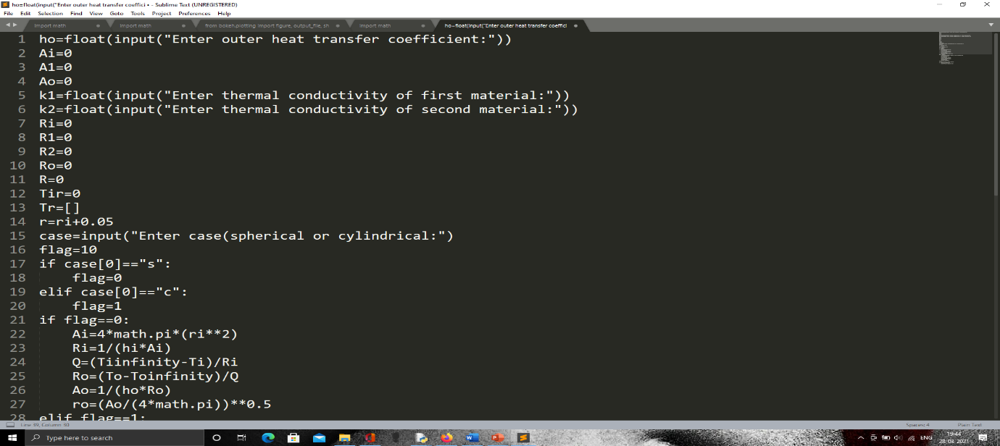 ho=float(input("Enter outer heat transfer coeffici • - Sublime Text (UNREGISTERED)
File Edit Selection Find View Goto Tools Project Preferences Help
import math import math from bokeh.plotting import figure, output_file, sh import math ho=float(input("Enter outer heat transfer coeffici
1 ho=float(input("Enter outer heat transfer coefficient:"))
2 Ai=0
3 A1=0
4 Ao=0
5 k1=float(input("Enter thermal conductivity of first material:"))
6 k2=float(input("Enter thermal conductivity of second material:"))
7 Ri=0
8 R1=0
9 R2=0
10 Ro=0
11 R=0
12 Tir=0
13 Tr=[]
14 r=ri+0.05
15 case=input("Enter case(spherical or cylindrical:")
16 flag=10
17 if case[0]=="s":
18 flag=0
19 elif case[0]=="c":
20 flag=1
21 if flag==0:
22 Ai=4*math.pi*(ri**2)
23 Ri=1/(hi*Ai)
24 Q=(Tiinfinity-Ti)/Ri
25 Ro=(To-Toinfinity)/Q
26 Ao=1/(ho*Ro)
27 ro=(Ao/(4*math.pi))**0.5
28 elif flag==1:
Line 39, Column 30 Spaces: 4 Plain Text
Type here to search ENG 19:44
28-03-2021